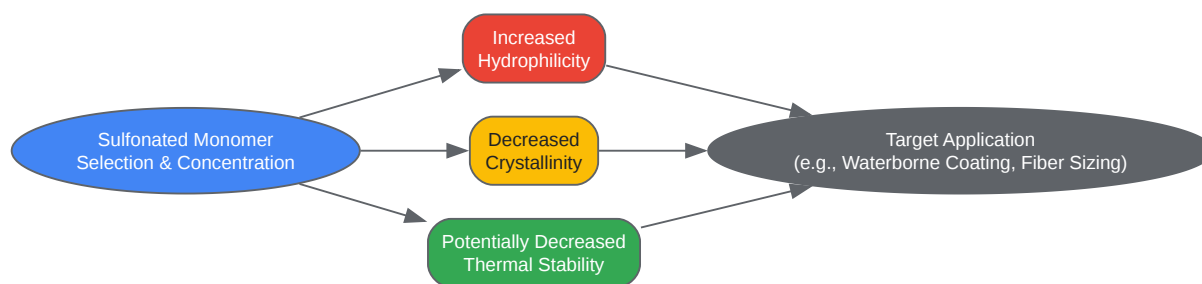 Increased
Hydrophilicity
Sulfonated Monomer
Selection & Concentration
Decreased
Crystallinity
Target Application
(e.g., Waterborne Coating, Fiber Sizing)
Potentially Decreased
Thermal Stability